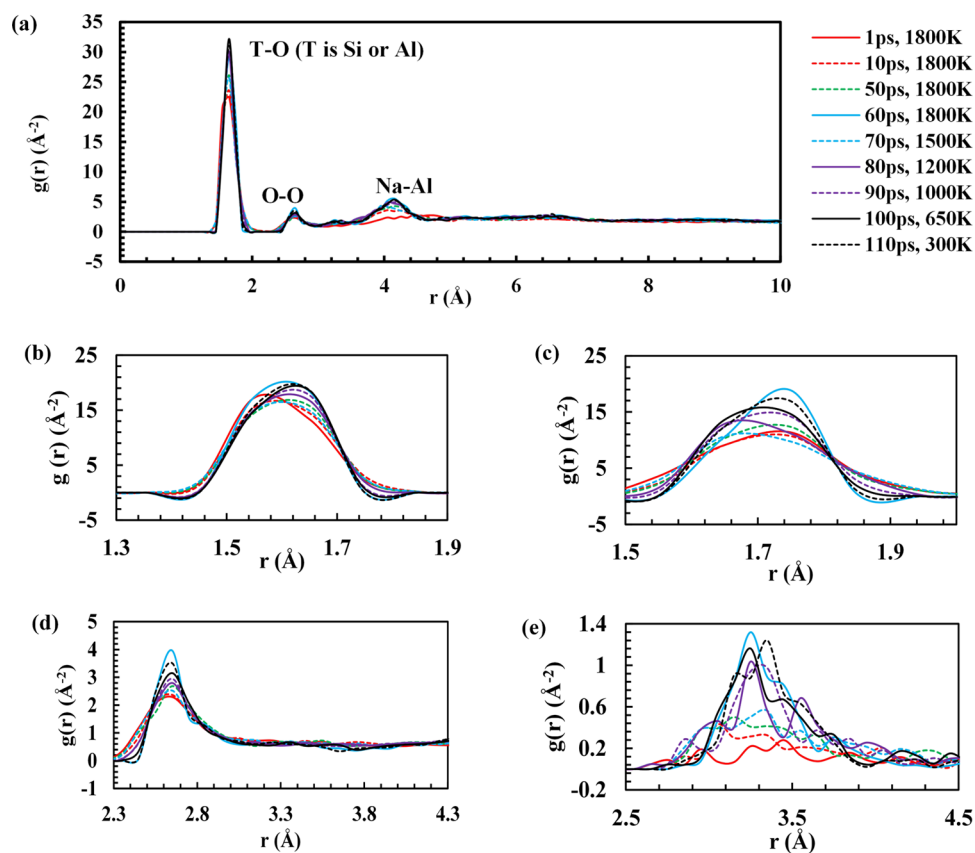 (a)
35
30
25
20
15
10
5
0
-5
g(r) (Å⁻²)
T-O (T is Si or Al)
O-O
Na-Al
0 2 4 6 8 10
r (Å)
1ps, 1800K
10ps, 1800K
50ps, 1800K
60ps, 1800K
70ps, 1500K
80ps, 1200K
90ps, 1000K
100ps, 650K
110ps, 300K
(b)
25
15
5
-5
g(r) (Å⁻²)
1.3 1.5 1.7 1.9
r (Å)
(c)
25
15
5
-5
g(r) (Å⁻²)
1.5 1.7 1.9
r (Å)
(d)
5
4
3
2
1
0
-1
g(r) (Å⁻²)
2.3 2.8 3.3 3.8 4.3
r (Å)
(e)
1.4
1
0.6
0.2
-0.2
g(r) (Å⁻²)
2.5 3.5 4.5
r (Å)